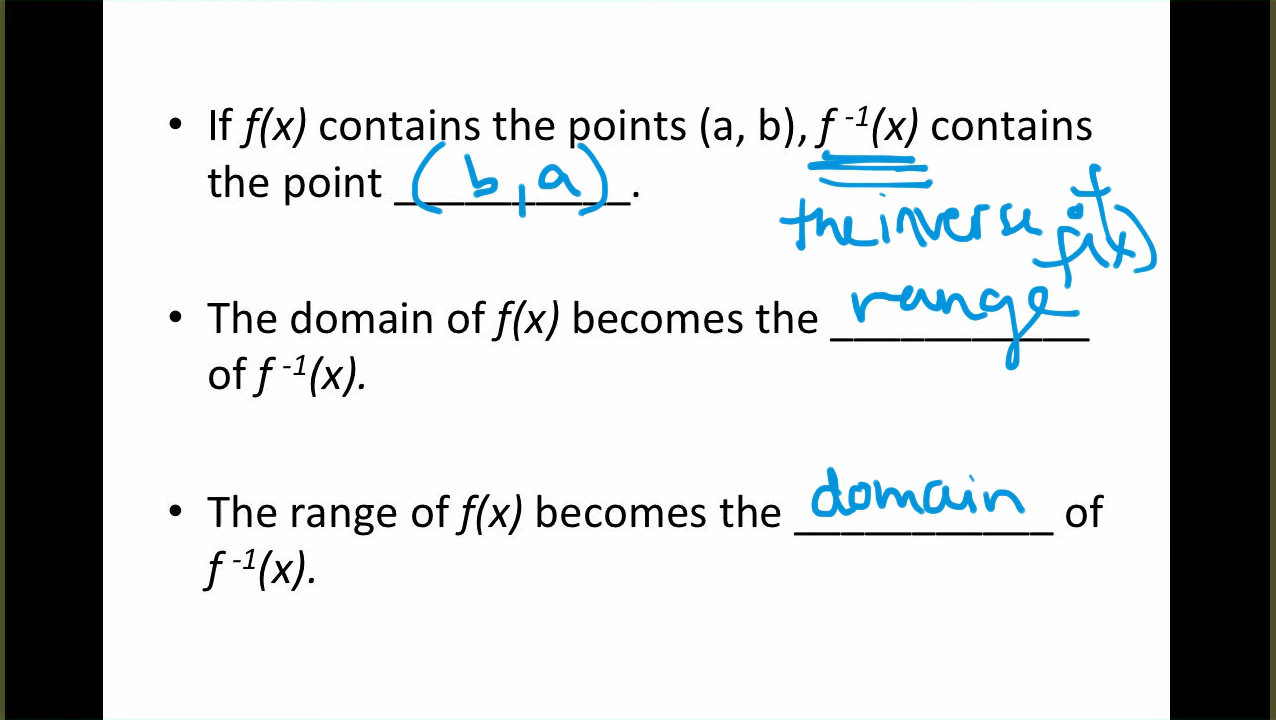 • If f(x) contains the points (a, b), f -1(x) contains
the point (b, a).
the inverse of
f(x)
• The domain of f(x) becomes the range
of f -1(x).
• The range of f(x) becomes the domain of
f -1(x).